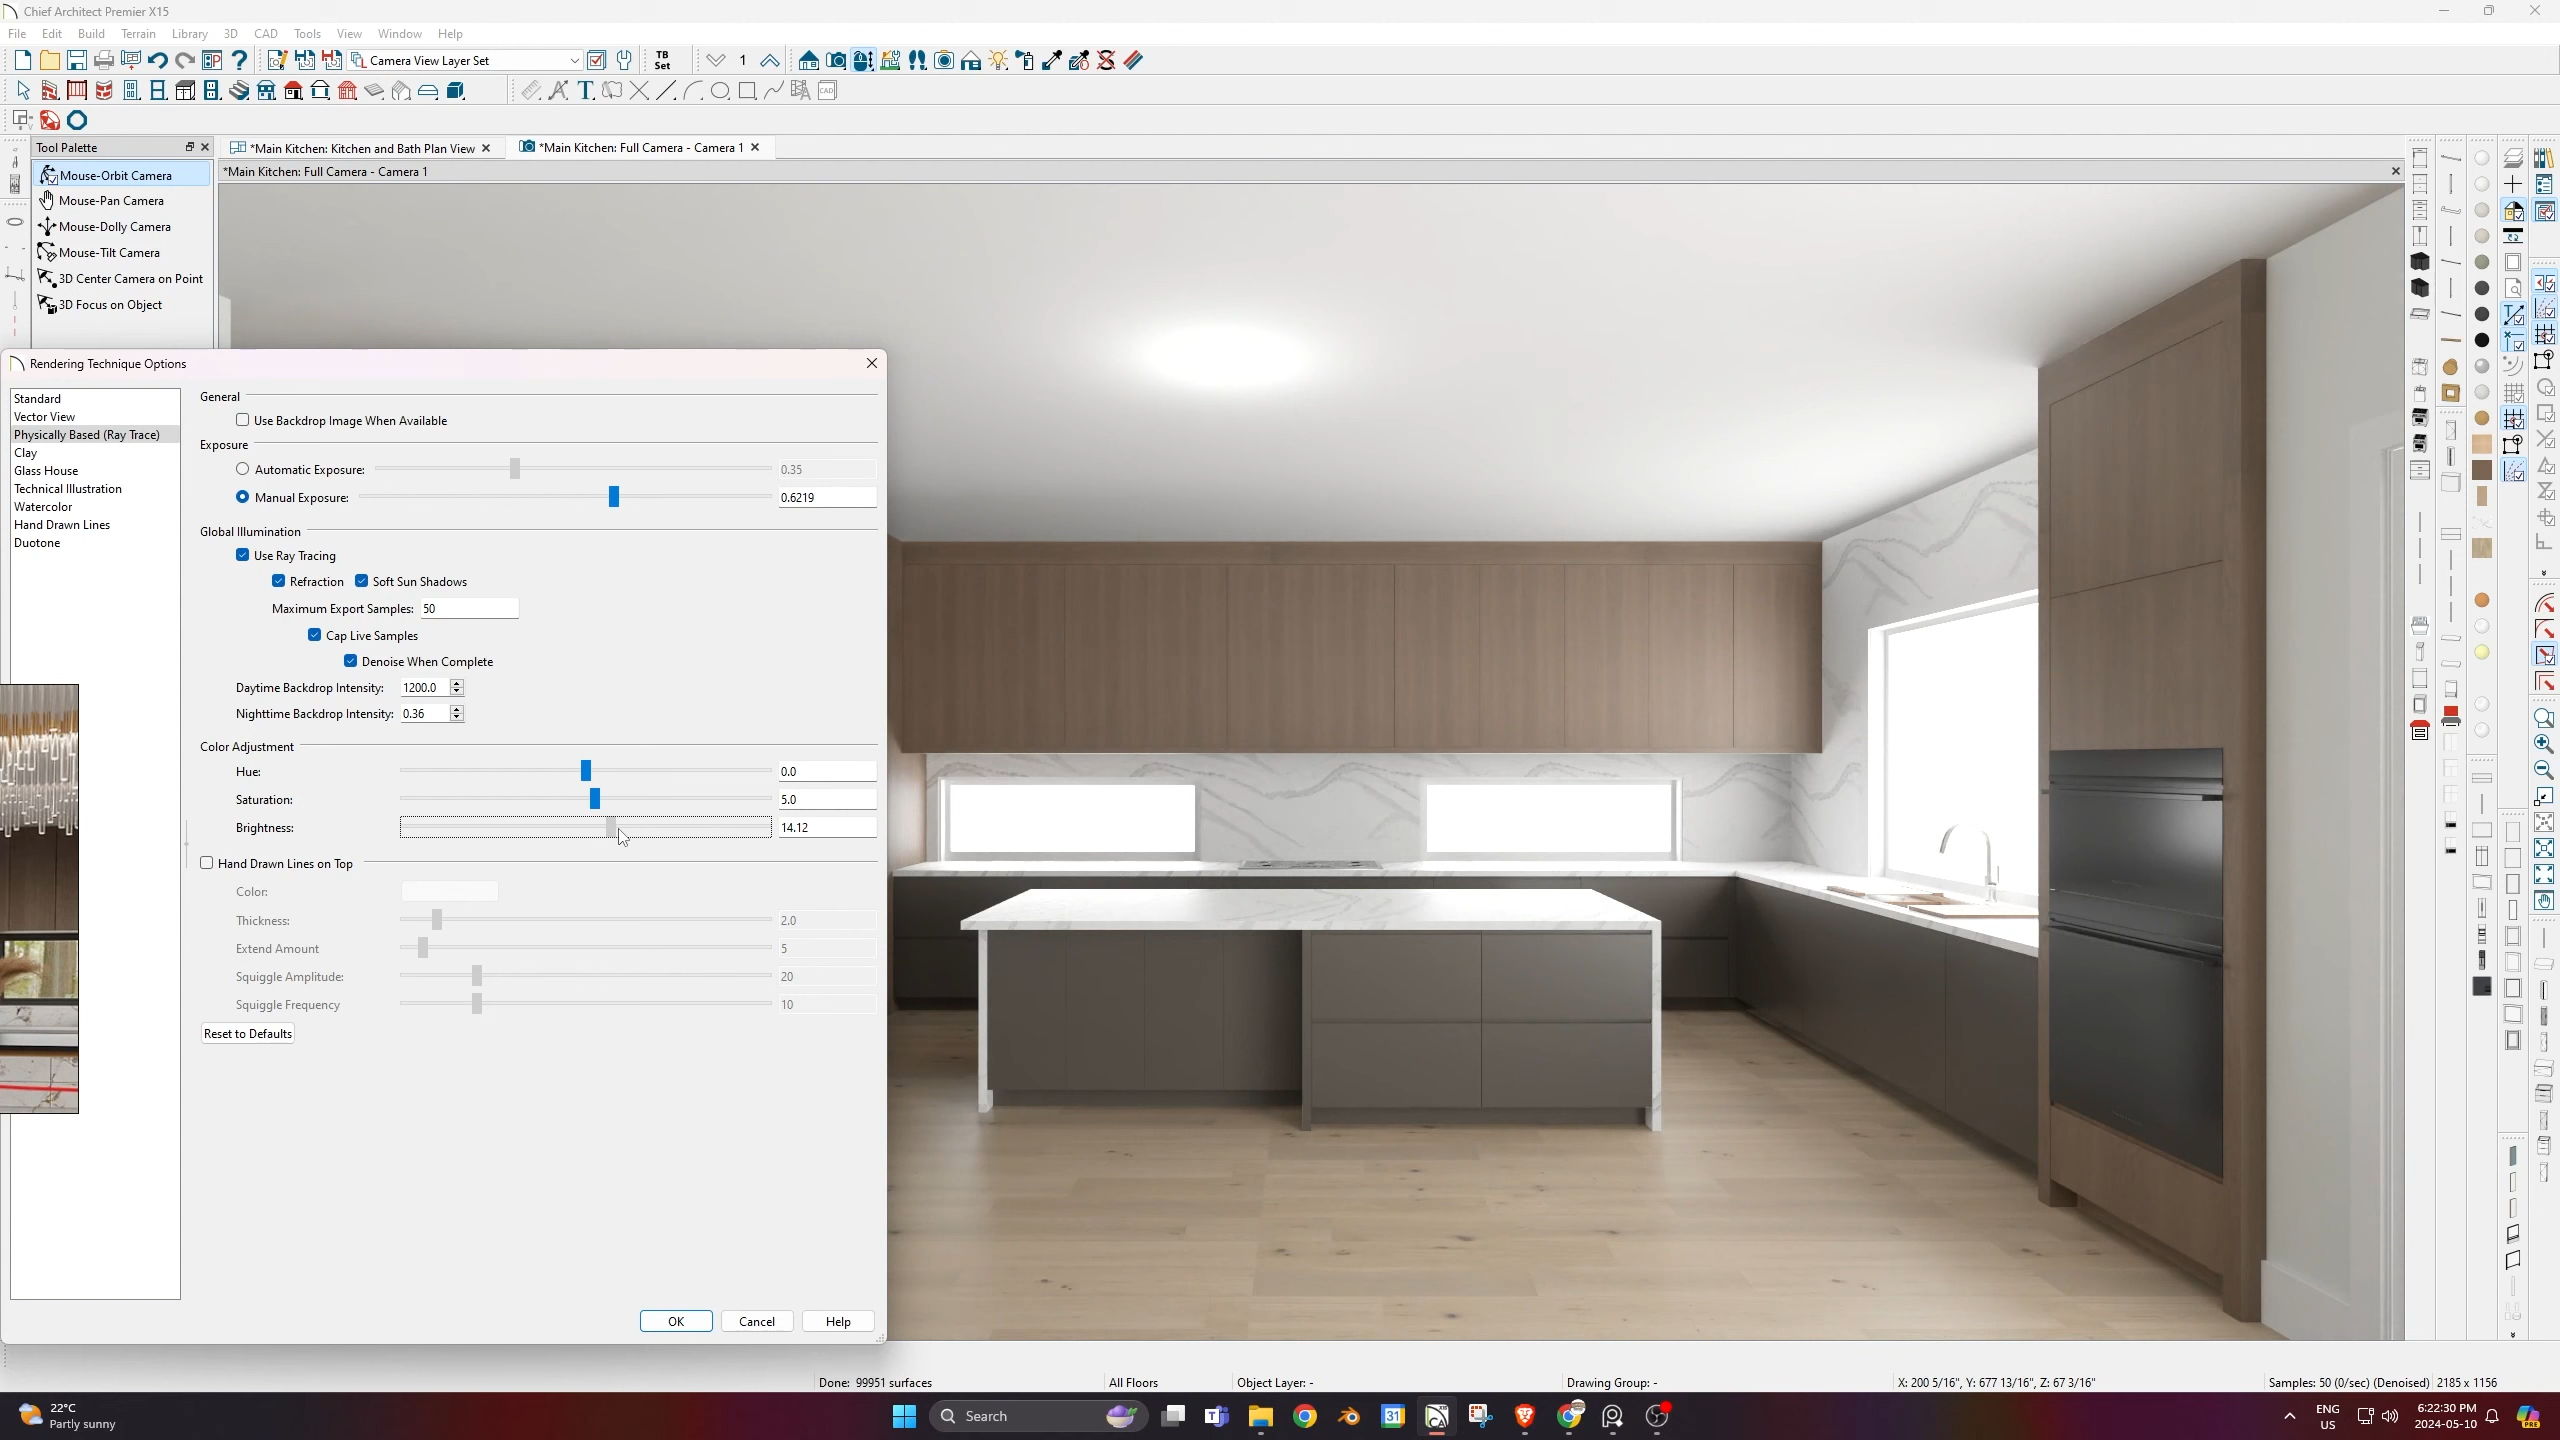 Chief Architect Premier X15
File Edit Build Terrain Library 3D CAD Tools View Window Help
Camera View Layer Set
TB Set
1
CAD
Tool Palette
*Main Kitchen: Kitchen and Bath Plan View
*Main Kitchen: Full Camera - Camera 1
*Main Kitchen: Full Camera - Camera 1
Mouse-Orbit Camera
Mouse-Pan Camera
Mouse-Dolly Camera
Mouse-Tilt Camera
3D Center Camera on Point
3D Focus on Object
Rendering Technique Options
Standard
Vector View
Physically Based (Ray Trace)
Clay
Glass House
Technical Illustration
Watercolor
Hand Drawn Lines
Duotone
General
Use Backdrop Image When Available
Exposure
Automatic Exposure: 0.35
Manual Exposure: 0.6219
Global Illumination
Use Ray Tracing
Refraction Soft Sun Shadows
Maximum Export Samples: 50
Cap Live Samples
Denoise When Complete
Daytime Backdrop Intensity: 1200.0
Nighttime Backdrop Intensity: 0.36
Color Adjustment
Hue: 0.0
Saturation: 5.0
Brightness: 14.12
Hand Drawn Lines on Top
Color:
Thickness: 2.0
Extend Amount 5
Squiggle Amplitude: 20
Squiggle Frequency 10
Reset to Defaults
OK Cancel Help
Done: 99951 surfaces All Floors Object Layer: - Drawing Group: - X: 200 5/16", Y: 677 13/16", Z: 67 3/16" Samples: 50 (0/sec) (Denoised) 2185 x 1156
22°C
Partly sunny
Search
31
ENG
US
6:22:30 PM
2024-05-10
PRE